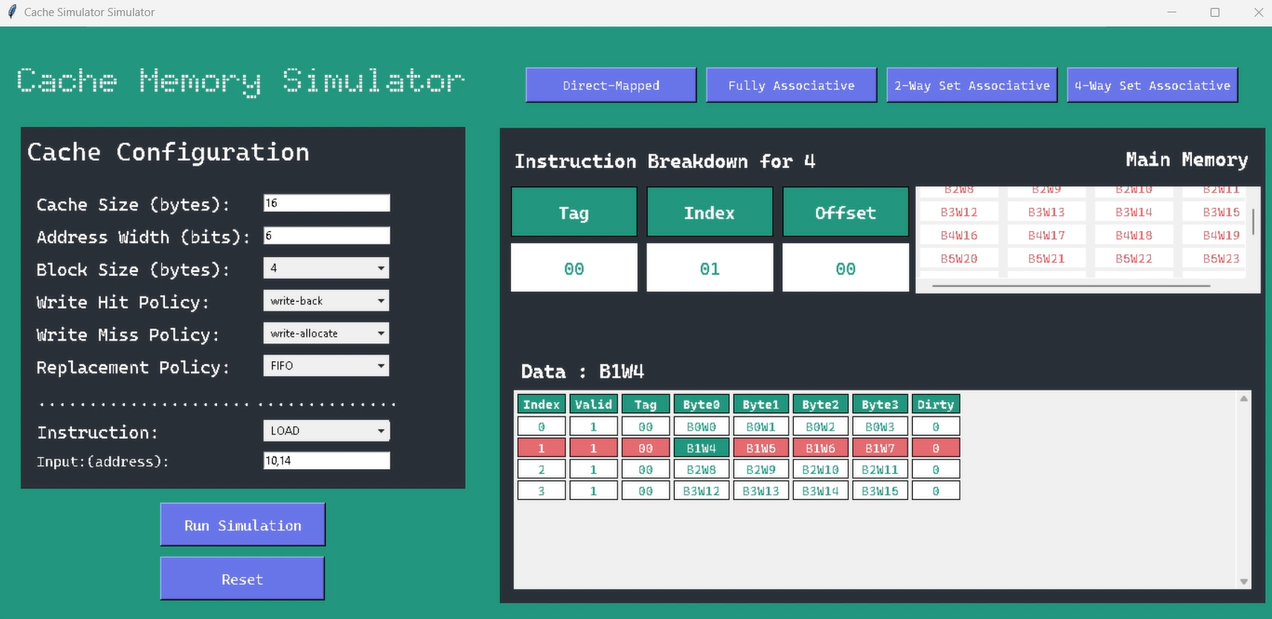 Cache Simulator Simulator
Cache Memory Simulator
Direct-Mapped Fully Associative 2-Way Set Associative 4-Way Set Associative
Cache Configuration
Cache Size (bytes): 16
Address Width (bits): 6
Block Size (bytes): 4
Write Hit Policy: write-back
Write Miss Policy: write-allocate
Replacement Policy: FIFO
Instruction: LOAD
Input:(address): 10,14
Run Simulation
Reset
Instruction Breakdown for 4
Tag Index Offset
00 01 00
Main Memory
B2W8 B2W9 B2W10 B2W11
B3W12 B3W13 B3W14 B3W15
B4W16 B4W17 B4W18 B4W19
B5W20 B5W21 B5W22 B5W23
Data : B1W4
Index Valid Tag Byte0 Byte1 Byte2 Byte3 Dirty
0 1 00 B0W0 B0W1 B0W2 B0W3 0
1 1 00 B1W4 B1W5 B1W6 B1W7 0
2 1 00 B2W8 B2W9 B2W10 B2W11 0
3 1 00 B3W12 B3W13 B3W14 B3W15 0